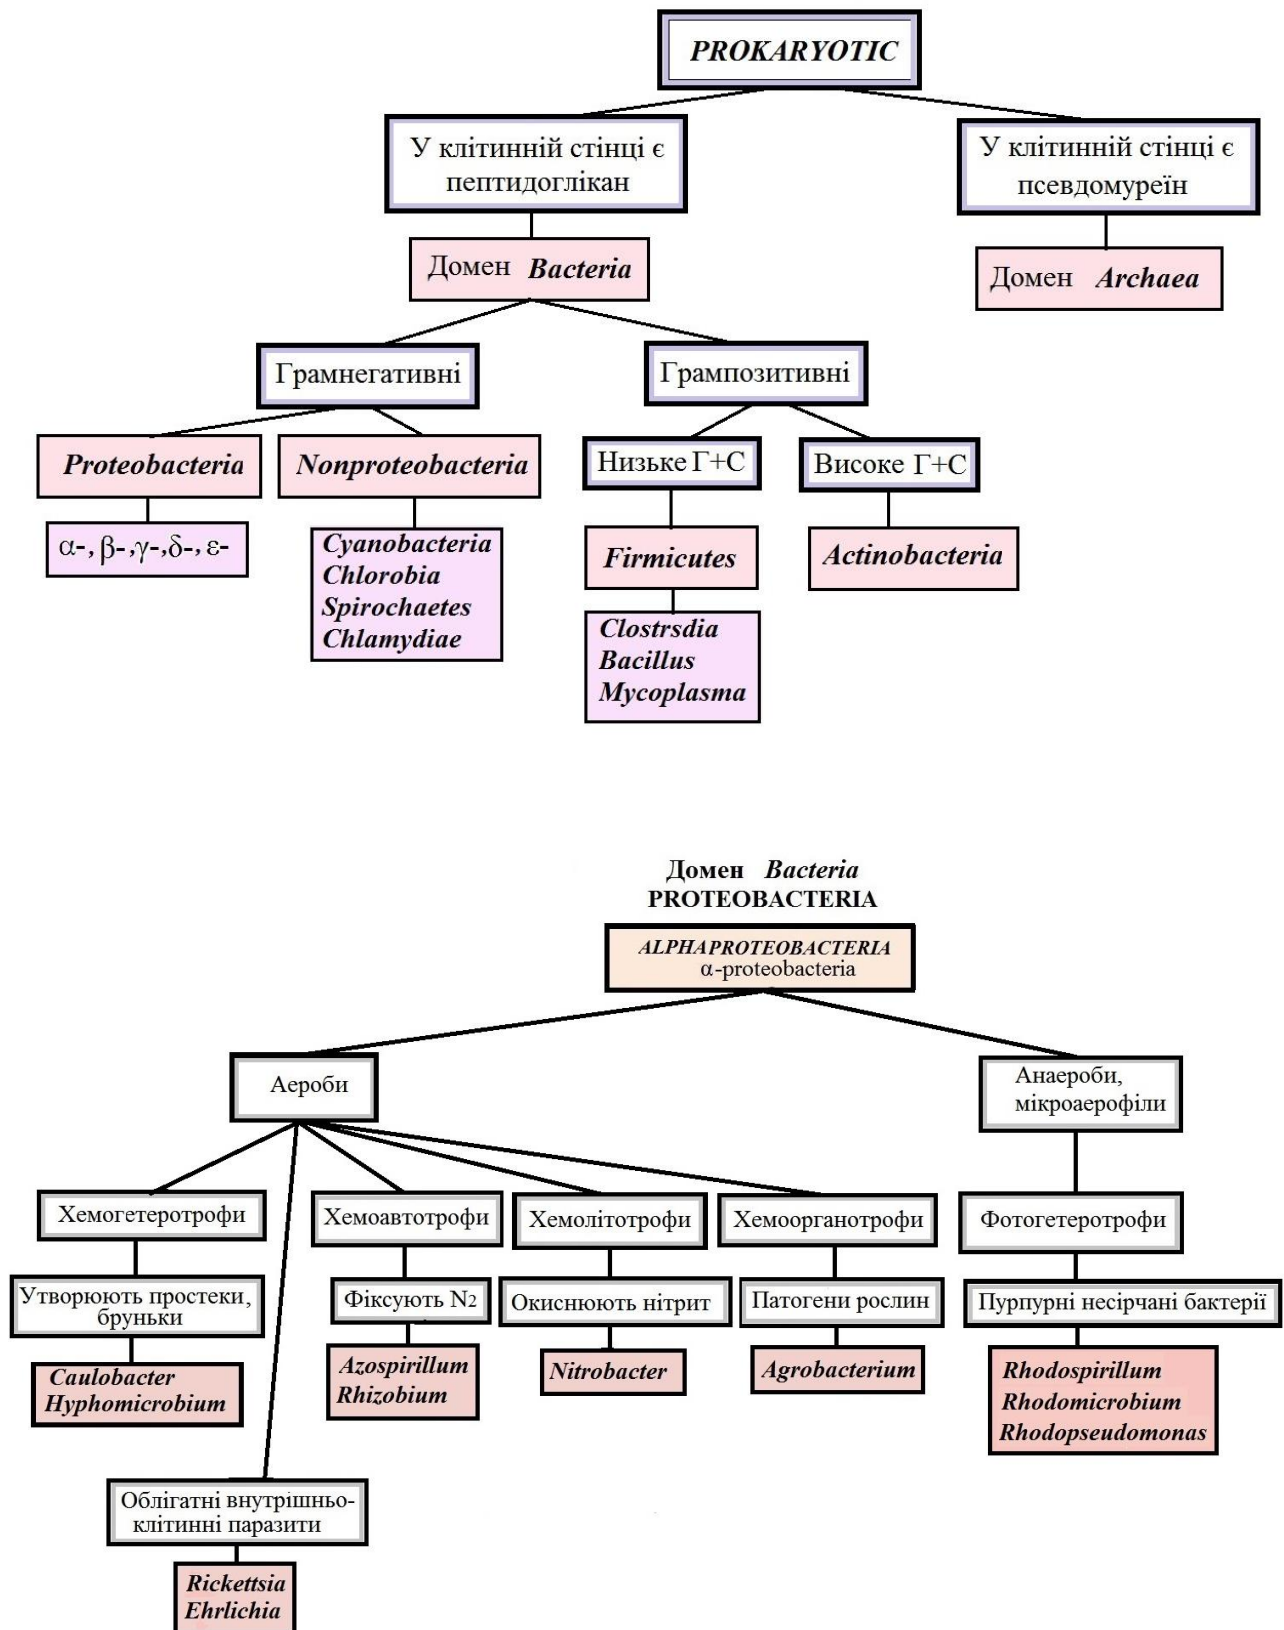 PROKARYOTIC
У клітинній стінці є
пептидоглікан
У клітинній стінці є
псевдомуреїн
Домен Bacteria
Домен Archaea
Грамнегативні
Грампозитивні
Proteobacteria
Nonproteobacteria
Низьке Г+С
Високе Г+С
α-, β-,γ-,δ-, ε-
Cyanobacteria
Chlorobia
Spirochaetes
Chlamydiae
Firmicutes
Actinobacteria
Clostrsdia
Bacillus
Mycoplasma
Домен Bacteria
PROTEOBACTERIA
ALPHAPROTEOBACTERIA
α-proteobacteria
Аероби
Анаероби,
мікроаерофіли
Хемогетеротрофи
Хемоавтотрофи
Хемолітотрофи
Хемоорганотрофи
Фотогетеротрофи
Утворюють простеки,
бруньки
Фіксують N2
Окиснюють нітрит
Патогени рослин
Пурпурні несірчані бактерії
Caulobacter
Hyphomicrobium
Azospirillum
Rhizobium
Nitrobacter
Agrobacterium
Rhodospirillum
Rhodomicrobium
Rhodopseudomonas
Облігатні внутрішньо-
клітинні паразити
Rickettsia
Ehrlichia